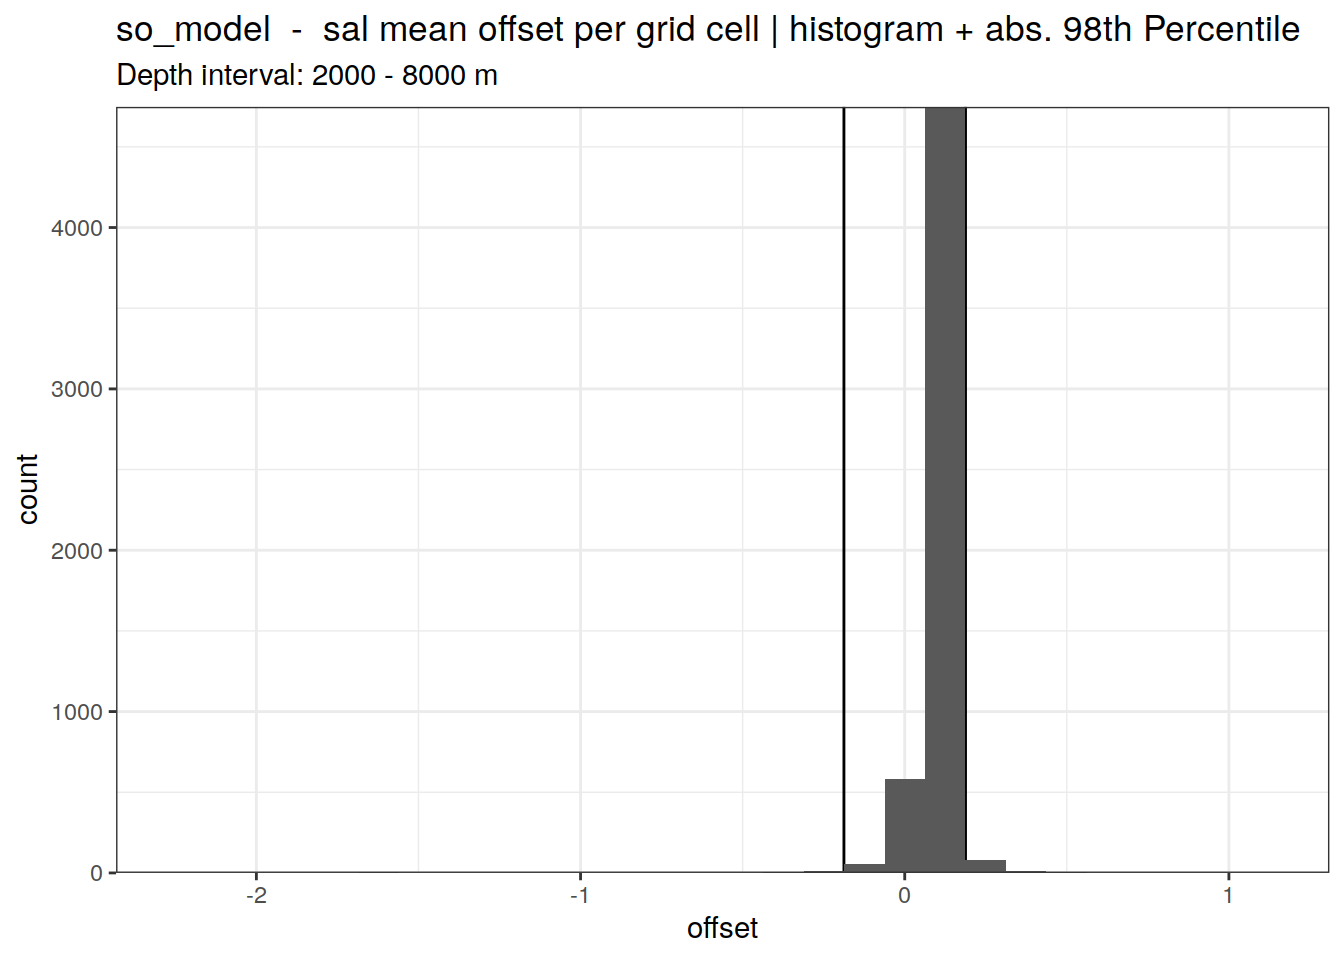 so_model  -  sal mean offset per grid cell | histogram + abs. 98th Percentile
Depth interval: 2000 - 8000 m
4000
3000
2000
1000
0
count
-2
-1
0
1
offset